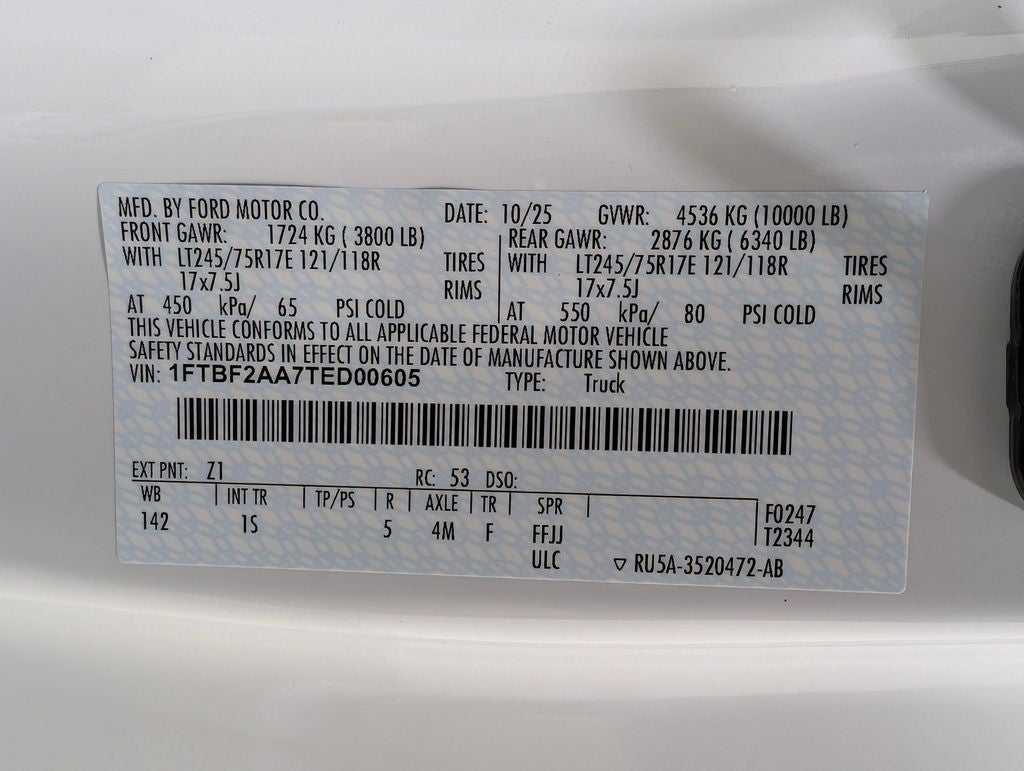 MFD. BY FORD MOTOR CO. DATE: 10/25 GVWR: 4536 KG (10000 LB)
FRONT GAWR: 1724 KG ( 3800 LB) REAR GAWR: 2876 KG ( 6340 LB)
WITH LT245/75R17E 121/118R TIRES WITH LT245/75R17E 121/118R TIRES
17x7.5J RIMS 17x7.5J RIMS
AT 450 kPa/ 65 PSI COLD AT 550 kPa/ 80 PSI COLD
THIS VEHICLE CONFORMS TO ALL APPLICABLE FEDERAL MOTOR VEHICLE
SAFETY STANDARDS IN EFFECT ON THE DATE OF MANUFACTURE SHOWN ABOVE.
VIN: 1FTBF2AA7TED00605 TYPE: Truck
EXT PNT: Z1 RC: 53 DSO:
WB INT TR TP/PS R AXLE TR SPR F0247
142 1S 5 4M F FFJJ T2344
ULC ▽ RU5A-3520472-AB